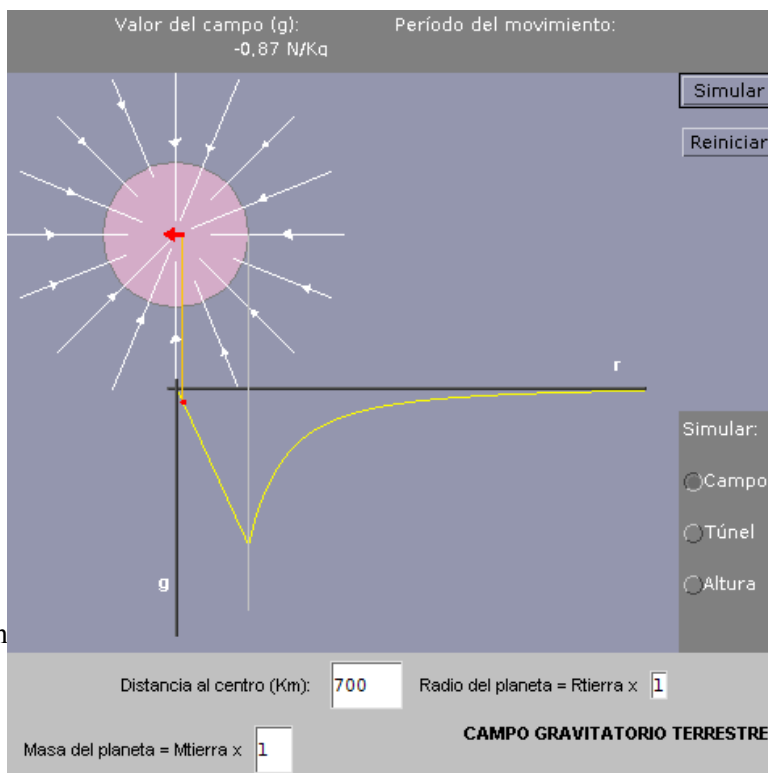 Valor del campo (g): Período del movimiento:
-0,87 N/Kg
Simular
Reiniciar
r
g
Simular:
Campo
Túnel
Altura
n
Distancia al centro (Km): 700 Radio del planeta = Rtierra x 1
CAMPO GRAVITATORIO TERRESTRE
Masa del planeta = Mtierra x 1